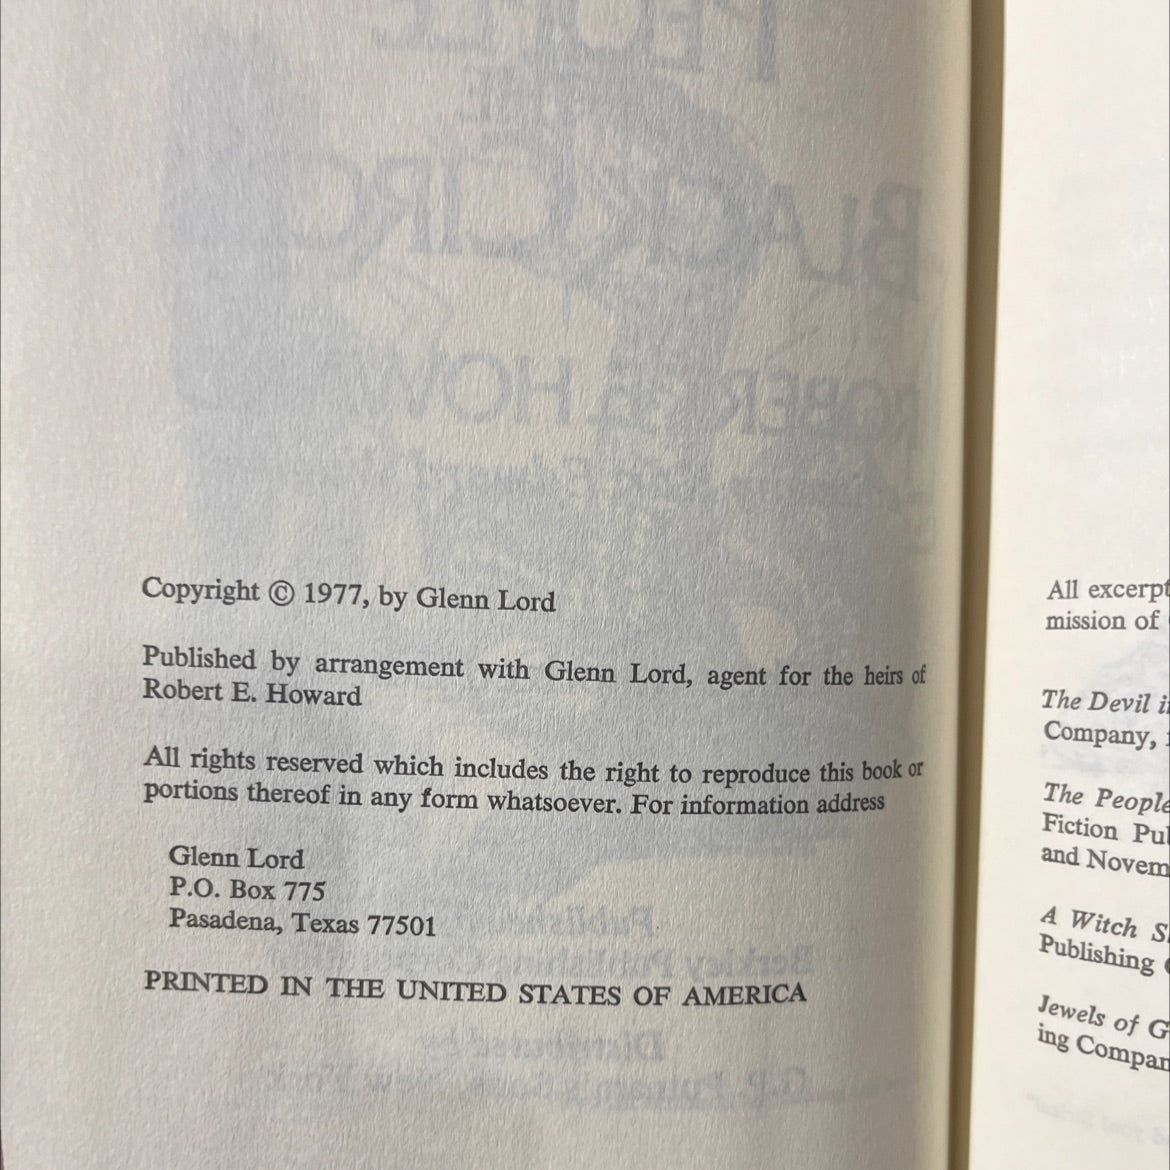 Copyright © 1977, by Glenn Lord
Published by arrangement with Glenn Lord, agent for the heirs of
Robert E. Howard
All rights reserved which includes the right to reproduce this book or
portions thereof in any form whatsoever. For information address
Glenn Lord
P.O. Box 775
Pasadena, Texas 77501
PRINTED IN THE UNITED STATES OF AMERICA
All excerpt
mission of
The Devil i
Company,
The People
Fiction Pu
and Novem
A Witch S
Publishing
Jewels of G
ing Compan